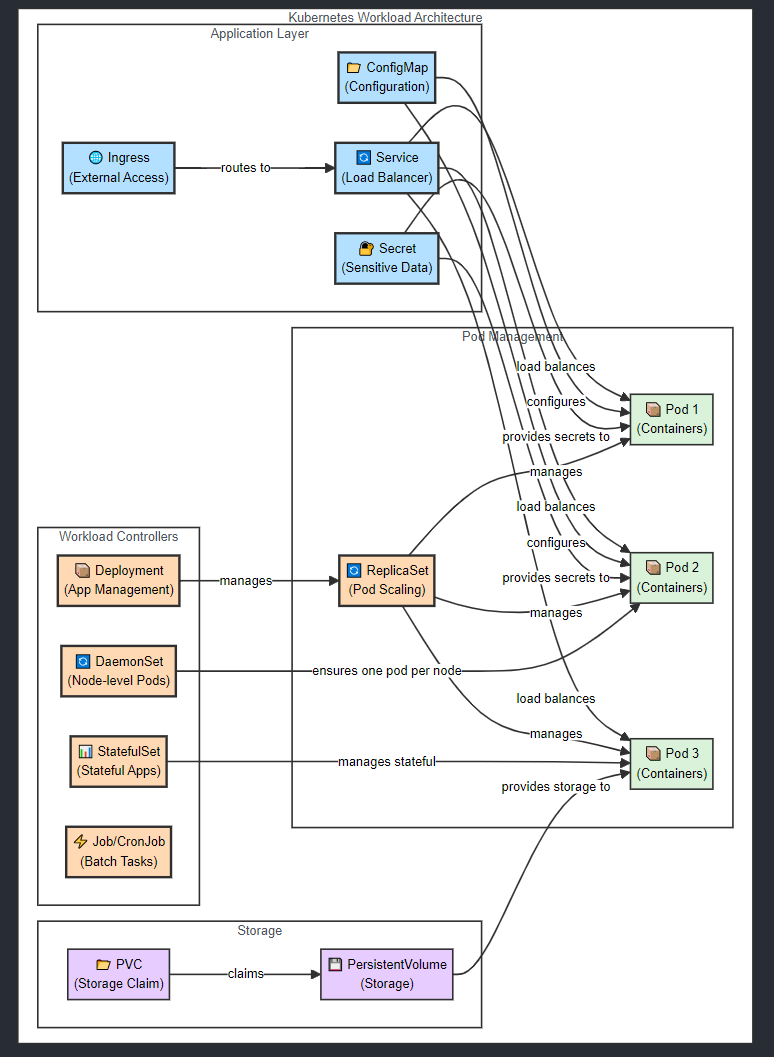 Kubernetes Workload Architecture
Application Layer
ConfigMap
(Configuration)
Ingress
(External Access)
routes to
Service
(Load Balancer)
Secret
(Sensitive Data)
Pod Management
load balances
configures
provides secrets to
manages
Pod 1
(Containers)
load balances
configures
provides secrets to
manages
Pod 2
(Containers)
load balances
manages
provides storage to
Pod 3
(Containers)
ReplicaSet
(Pod Scaling)
Workload Controllers
Deployment
(App Management)
manages
DaemonSet
(Node-level Pods)
ensures one pod per node
StatefulSet
(Stateful Apps)
manages stateful
Job/CronJob
(Batch Tasks)
Storage
PVC
(Storage Claim)
claims
PersistentVolume
(Storage)